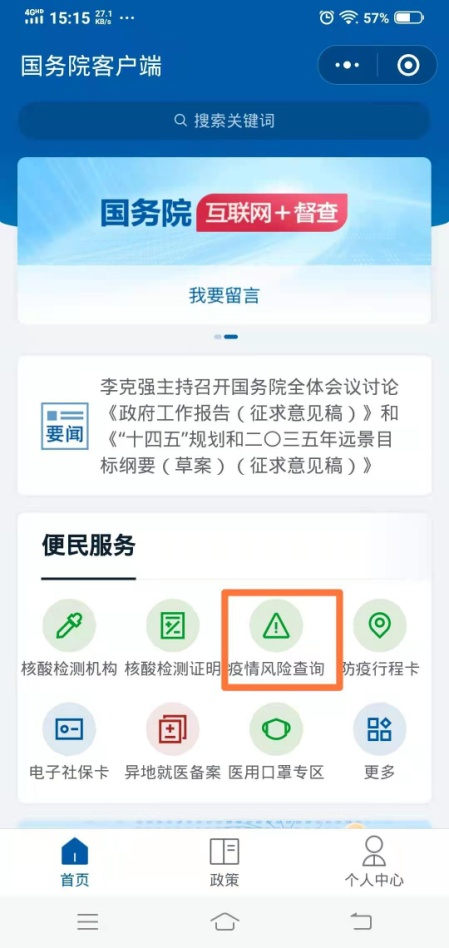 4GHD 15:15 27.1 KB/s ... 57%
国务院客户端
搜索关键词
国务院 互联网+督查
我要留言
李克强主持召开国务院全体会议讨论
《政府工作报告（征求意见稿）》和
要闻
《“十四五”规划和二〇三五年远景目
标纲要（草案）（征求意见稿）》
便民服务
核酸检测机构 核酸检测证明 疫情风险查询 防疫行程卡
电子社保卡 异地就医备案 医用口罩专区 更多
首页 政策 个人中心